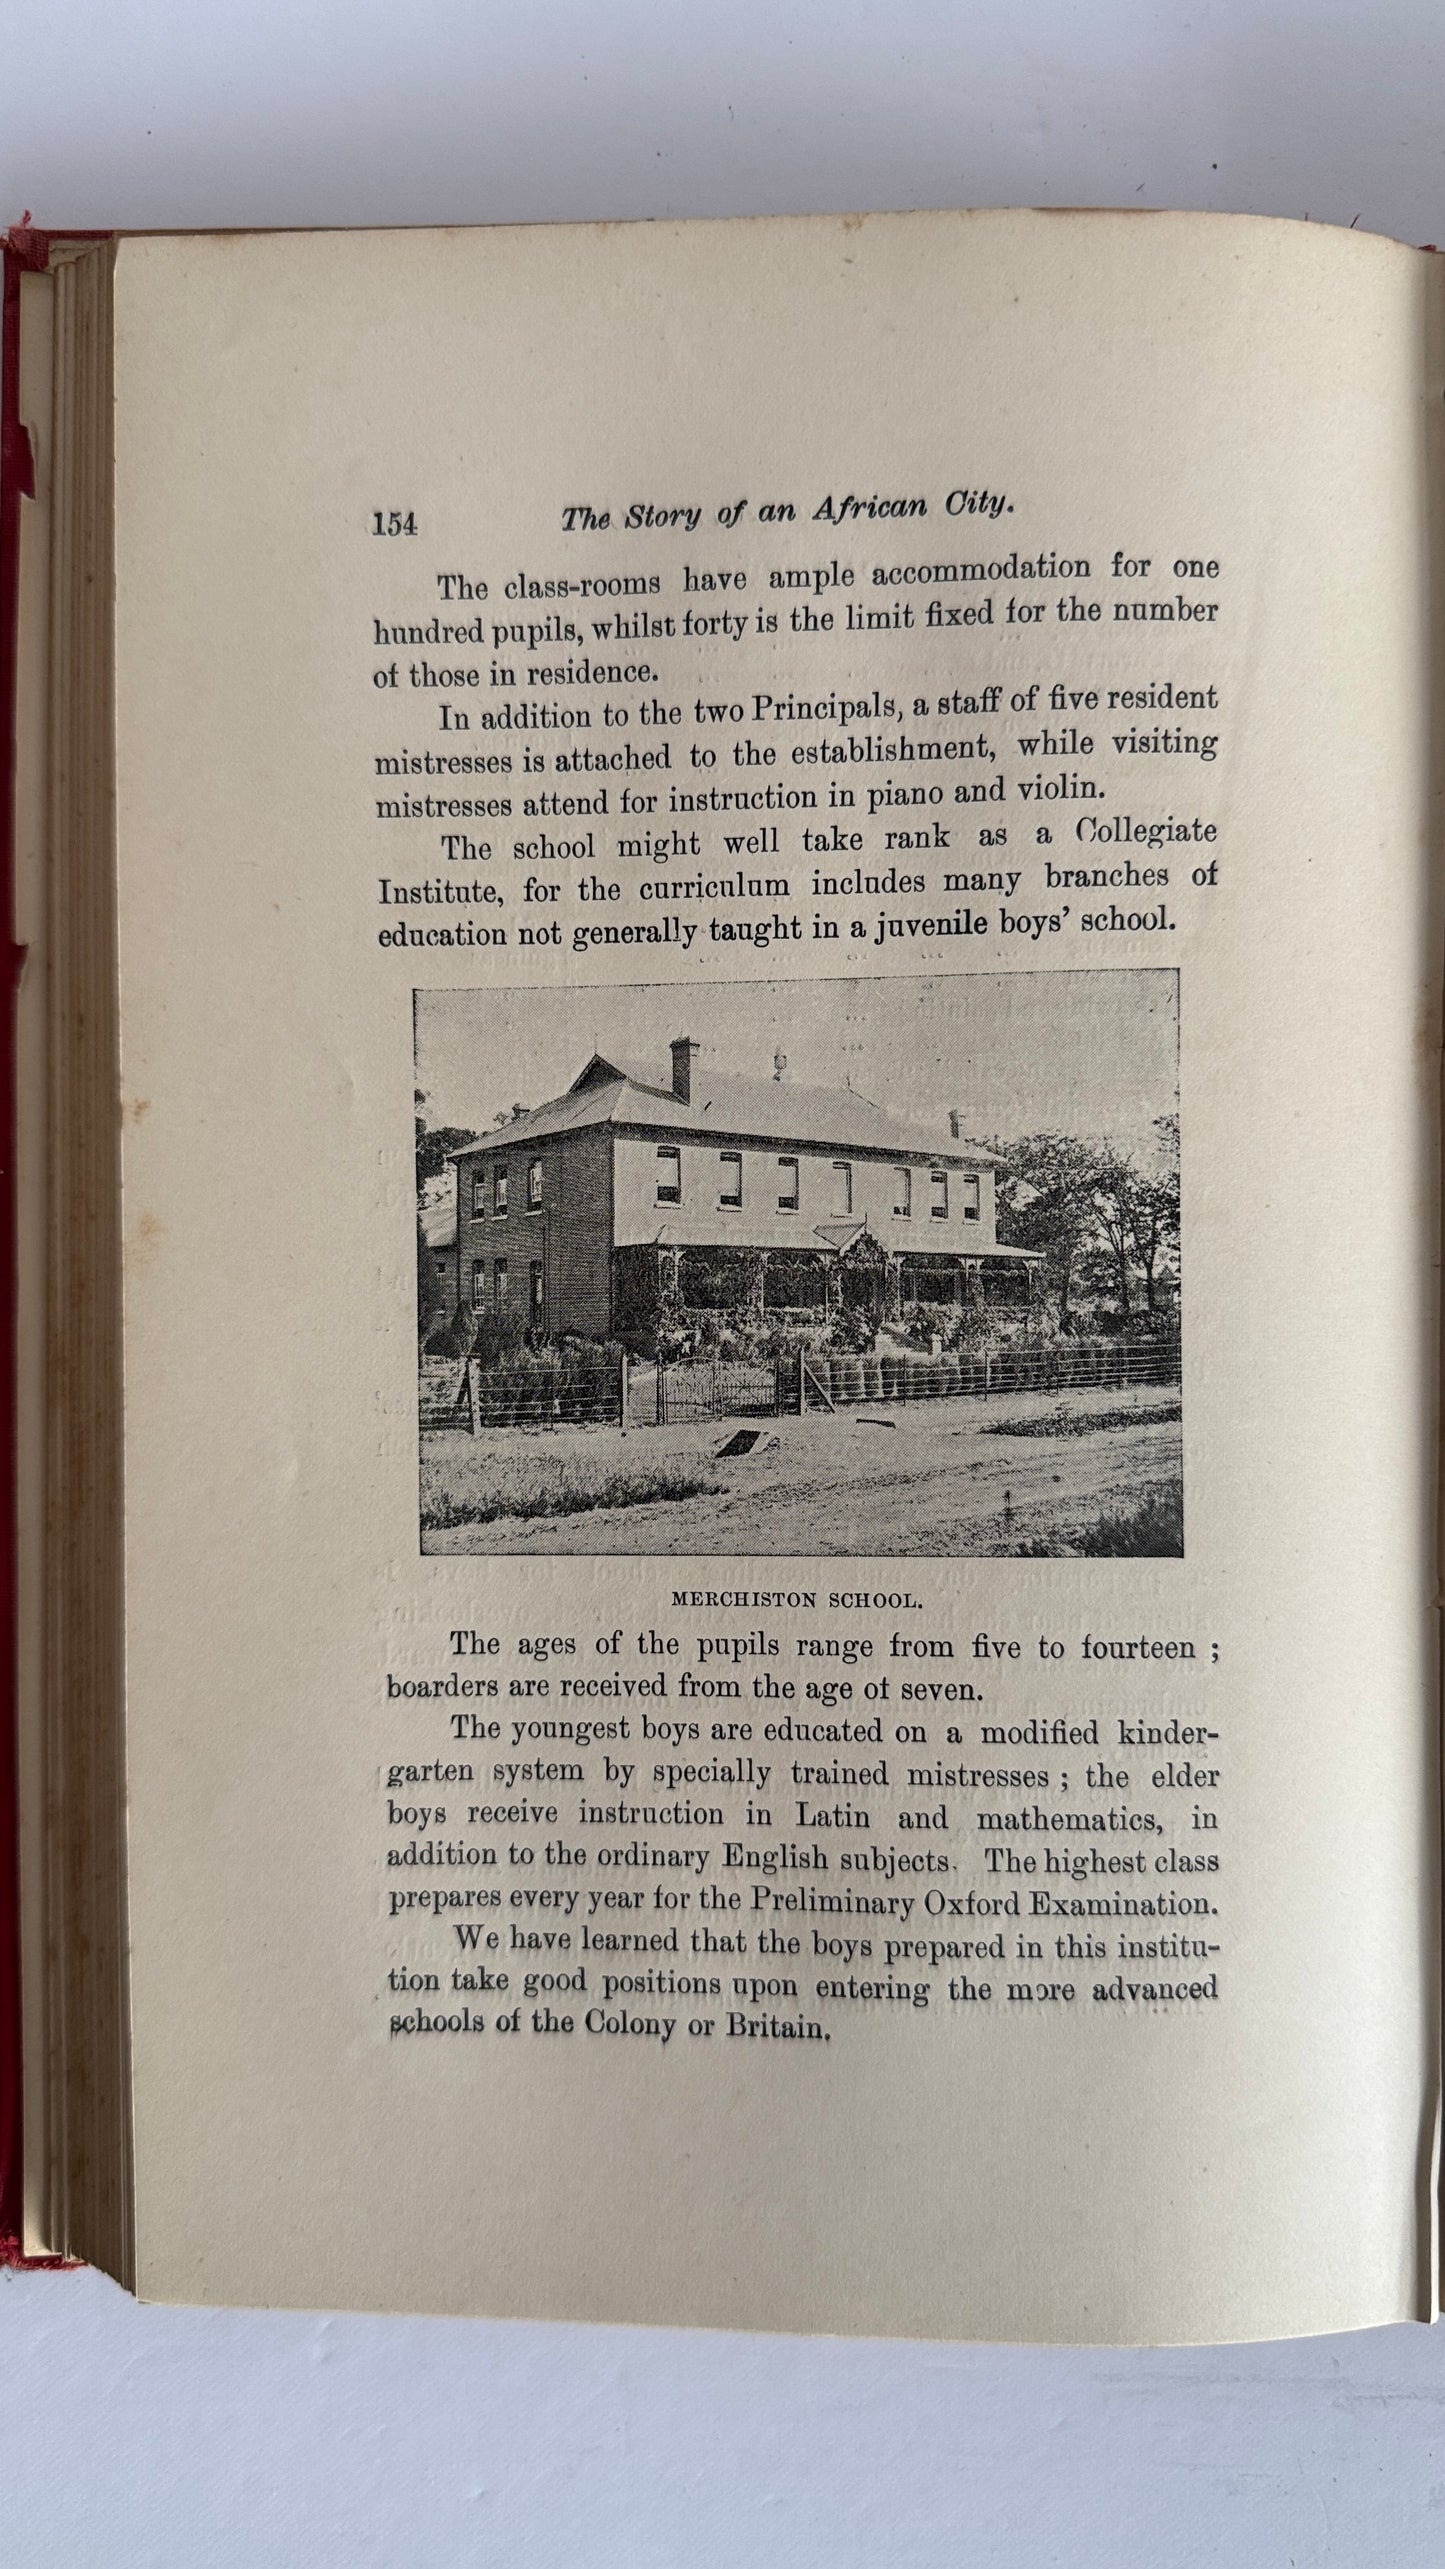 154 The Story of an African City.
The class-rooms have ample accommodation for one
hundred pupils, whilst forty is the limit fixed for the number
of those in residence.
In addition to the two Principals, a staff of five resident
mistresses is attached to the establishment, while visiting
mistresses attend for instruction in piano and violin.
The school might well take rank as a Collegiate
Institute, for the curriculum includes many branches of
education not generally taught in a juvenile boys' school.
MERCHISTON SCHOOL.
The ages of the pupils range from five to fourteen ;
boarders are received from the age of seven.
The youngest boys are educated on a modified kinder-
garten system by specially trained mistresses ; the elder
boys receive instruction in Latin and mathematics, in
addition to the ordinary English subjects. The highest class
prepares every year for the Preliminary Oxford Examination.
We have learned that the boys prepared in this institu-
tion take good positions upon entering the more advanced
schools of the Colony or Britain.